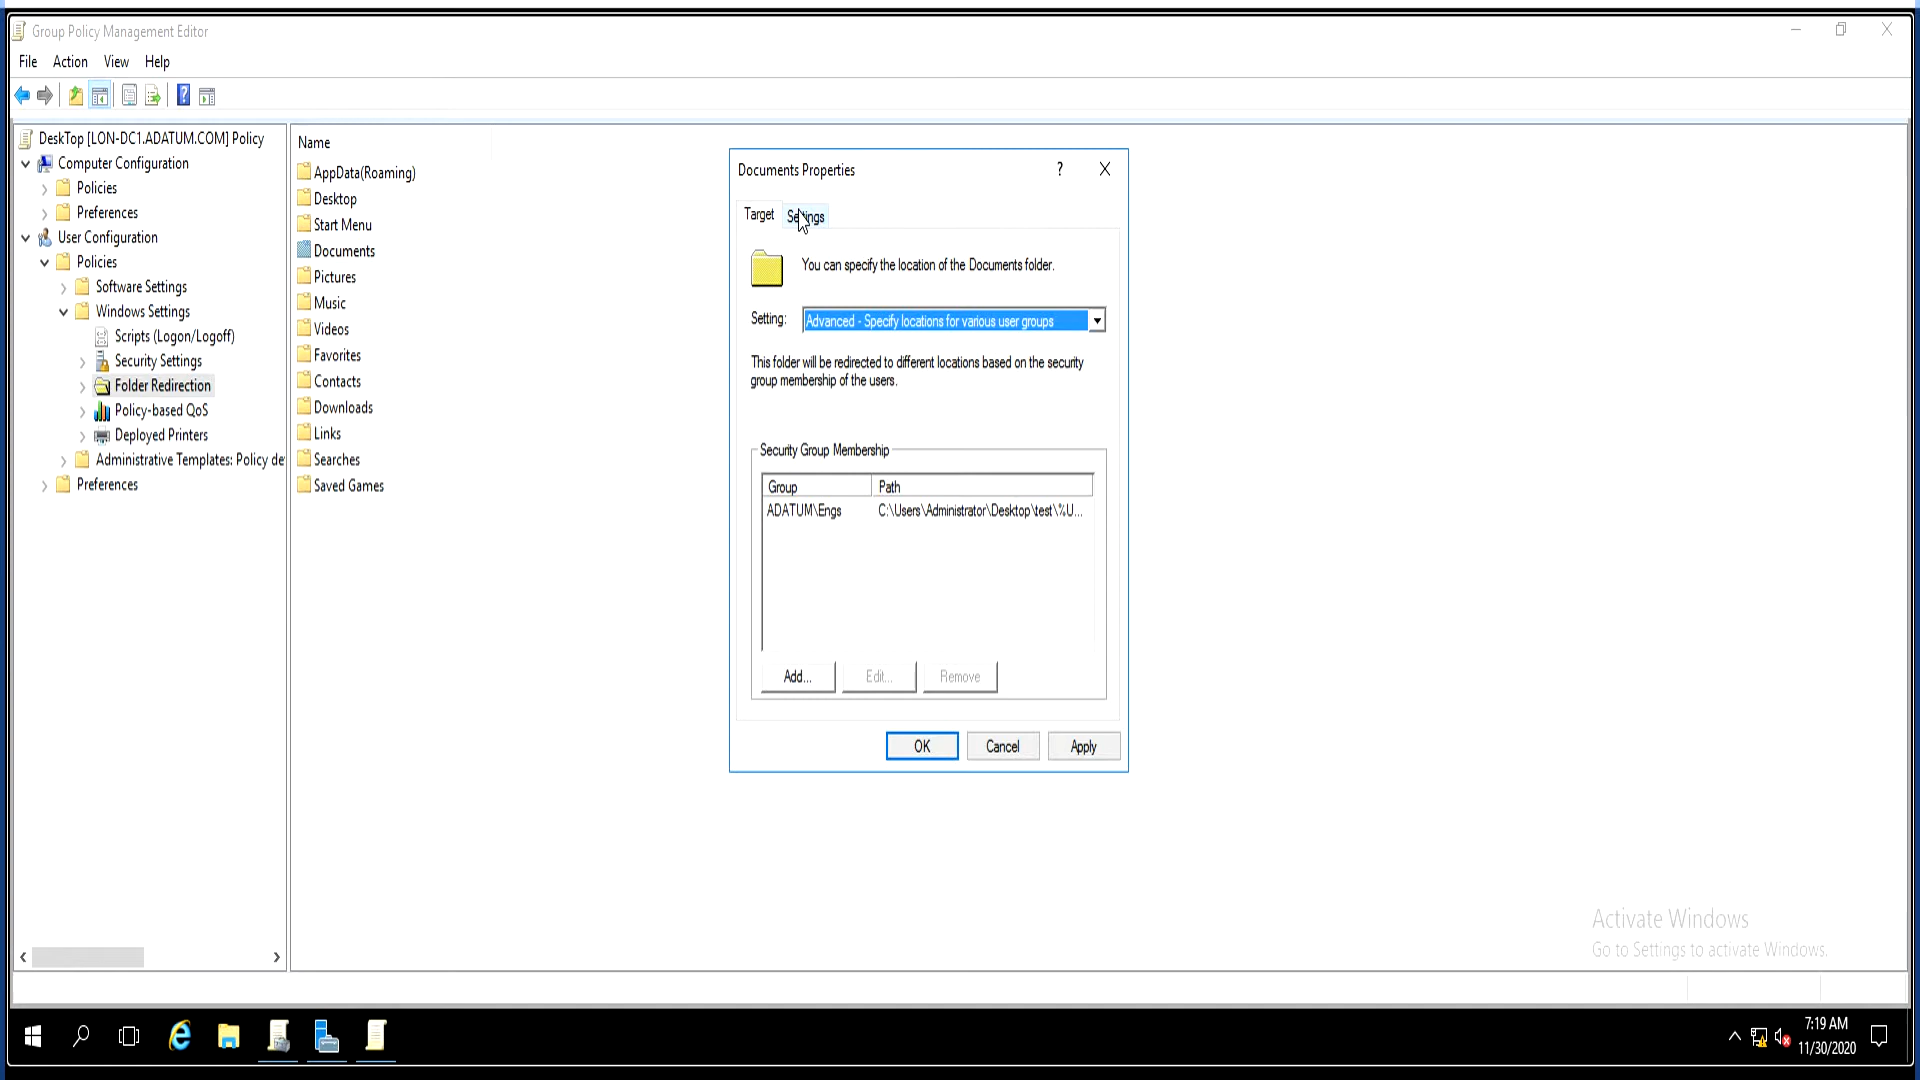 Group Policy Management Editor
File Action View Help
DeskTop [LON-DC1.ADATUM.COM] Policy
Computer Configuration
Policies
Preferences
User Configuration
Policies
Software Settings
Windows Settings
Scripts (Logon/Logoff)
Security Settings
Folder Redirection
Policy-based QoS
Deployed Printers
Administrative Templates: Policy de
Preferences
Name
AppData(Roaming)
Desktop
Start Menu
Documents
Pictures
Music
Videos
Favorites
Contacts
Downloads
Links
Searches
Saved Games
Documents Properties
Target Settings
You can specify the location of the Documents folder.
Setting: Advanced - Specify locations for various user groups
This folder will be redirected to different locations based on the security
group membership of the users.
Security Group Membership
Group Path
ADATUM\Engs C:\Users\Administrator\Desktop\test\%U...
Add... Edit... Remove
OK Cancel Apply
Activate Windows
Go to Settings to activate Windows.
7:19 AM
11/30/2020